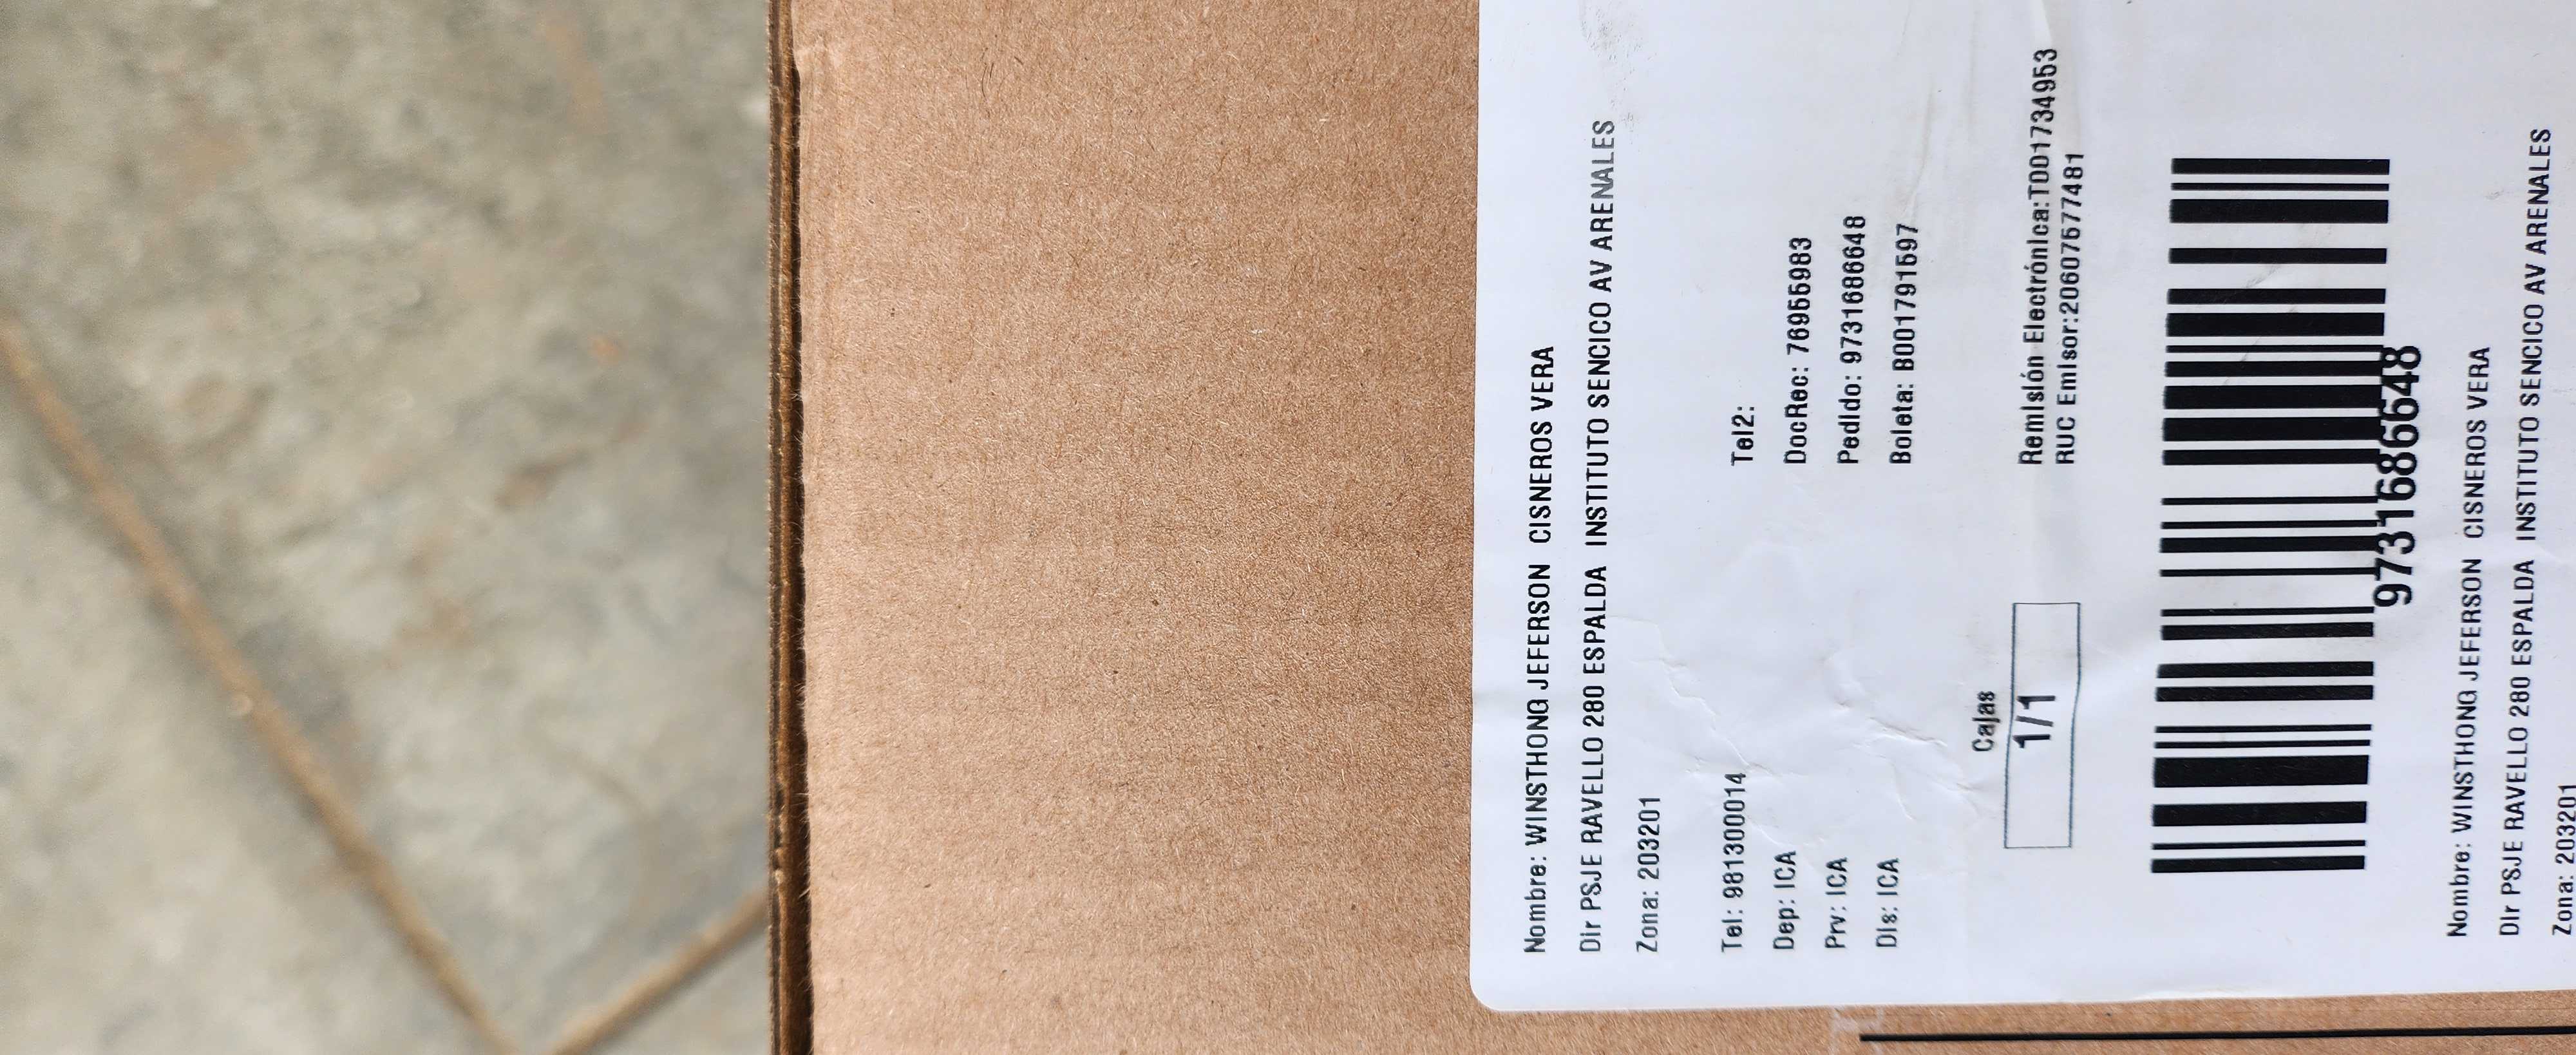 Nombre: WINSTHONG JEFERSON CISNEROS VERA
Dir PSJE RAVELLO 280 ESPALDA INSTITUTO SENCICO AV ARENALES
Zona: 203201
Tel: 981300014
Tel2:
Dep: ICA
DocRec: 76955983
Prv: ICA
Pedido: 9731686648
Dis: ICA
Boleta: B001791597
Cajas
1/1
Remisión Electrónica:T001734953
RUC Emisor:20607577481
9731686648
Nombre: WINSTHONG JEFERSON CISNEROS VERA
Dir PSJE RAVELLO 280 ESPALDA INSTITUTO SENCICO AV ARENALES
Zona: 203201